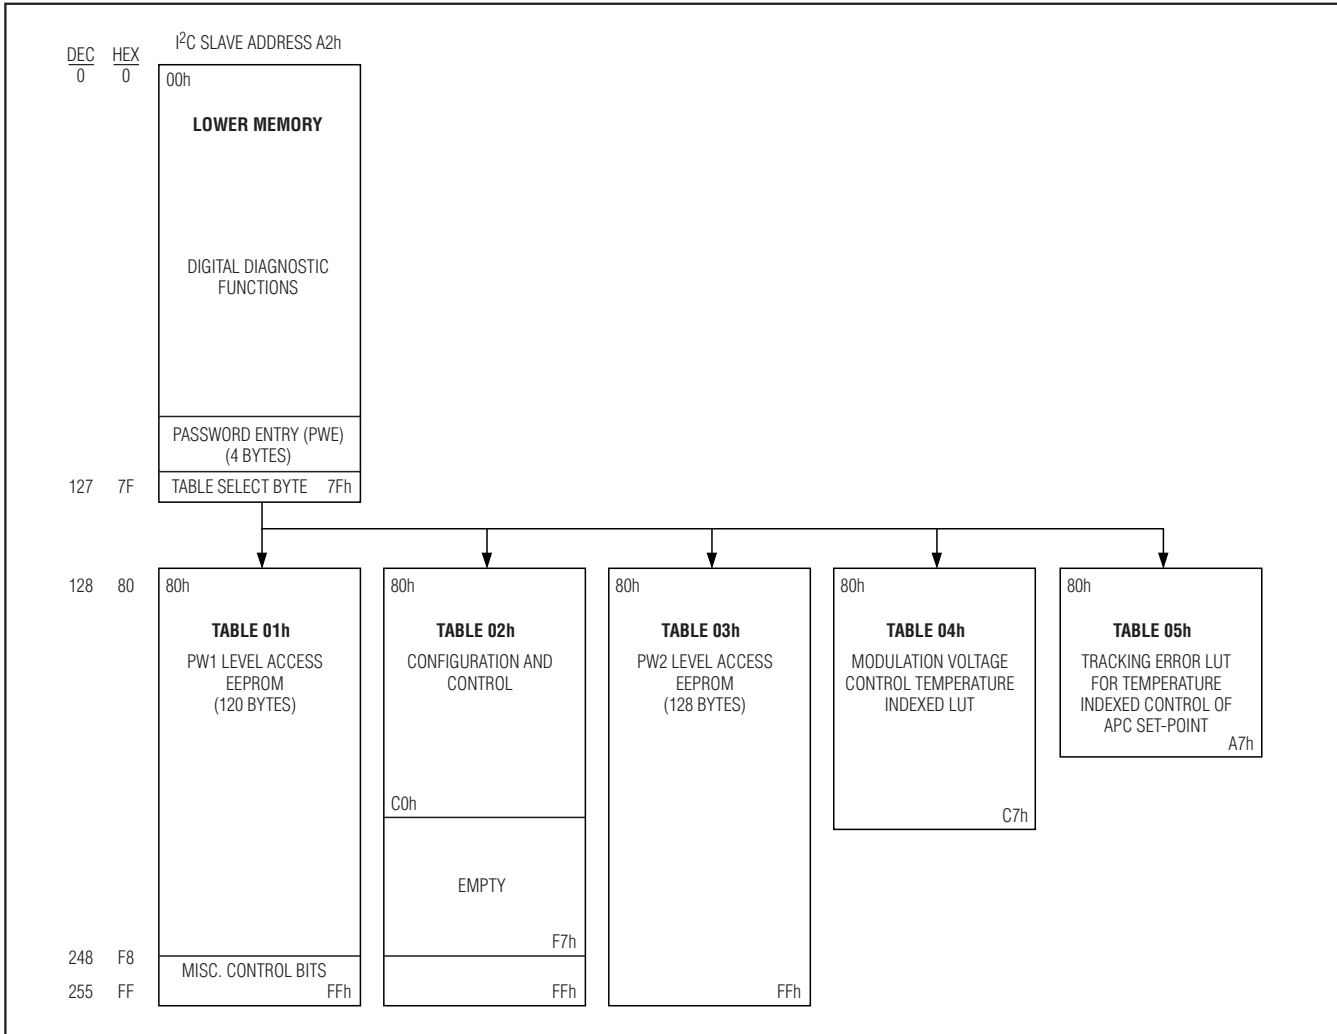 I2C SLAVE ADDRESS A2h
DEC HEX
0 0
00h
LOWER MEMORY
DIGITAL DIAGNOSTIC
FUNCTIONS
PASSWORD ENTRY (PWE)
(4 BYTES)
127 7F TABLE SELECT BYTE 7Fh
128 80
80h
TABLE 01h
PW1 LEVEL ACCESS
EEPROM
(120 BYTES)
248 F8
MISC. CONTROL BITS
255 FF
FFh
80h
TABLE 02h
CONFIGURATION AND
CONTROL
C0h
EMPTY
F7h
FFh
80h
TABLE 03h
PW2 LEVEL ACCESS
EEPROM
(128 BYTES)
FFh
80h
TABLE 04h
MODULATION VOLTAGE
CONTROL TEMPERATURE
INDEXED LUT
C7h
80h
TABLE 05h
TRACKING ERROR LUT
FOR TEMPERATURE
INDEXED CONTROL OF
APC SET-POINT
A7h